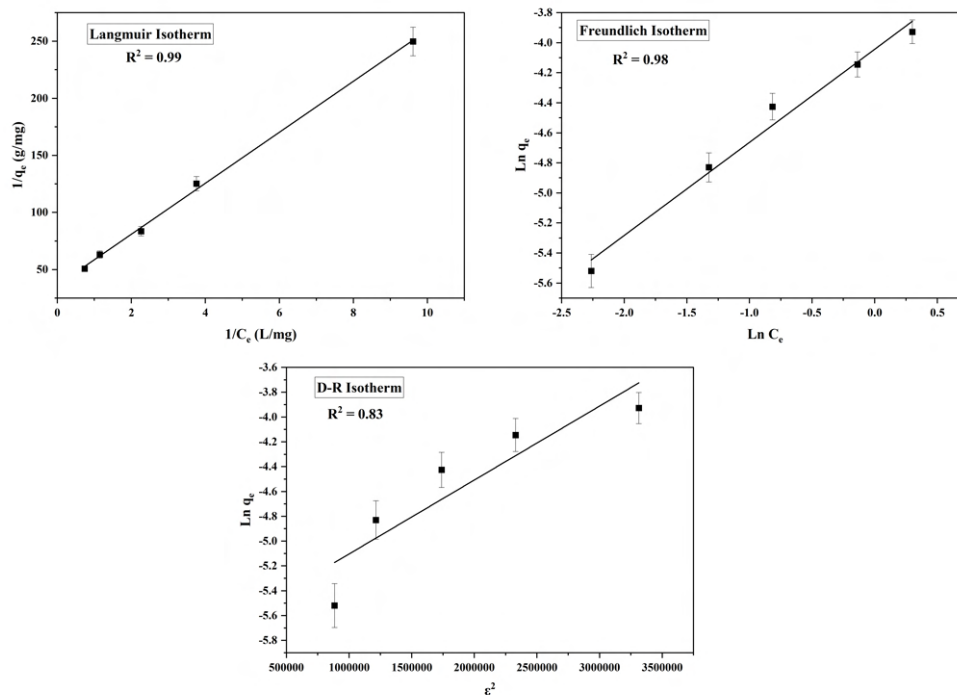 Langmuir Isotherm
R² = 0.99
250
200
150
100
50
1/qₑ (g/mg)
0 2 4 6 8 10
1/Cₑ (L/mg)
Freundlich Isotherm
R² = 0.98
-3.8
-4.0
-4.2
-4.4
-4.6
-4.8
-5.0
-5.2
-5.4
-5.6
Ln qₑ
-2.5 -2.0 -1.5 -1.0 -0.5 0.0 0.5
Ln Cₑ
D-R Isotherm
R² = 0.83
-3.6
-3.8
-4.0
-4.2
-4.4
-4.6
-4.8
-5.0
-5.2
-5.4
-5.6
-5.8
Ln qₑ
500000 1000000 1500000 2000000 2500000 3000000 3500000
ε²